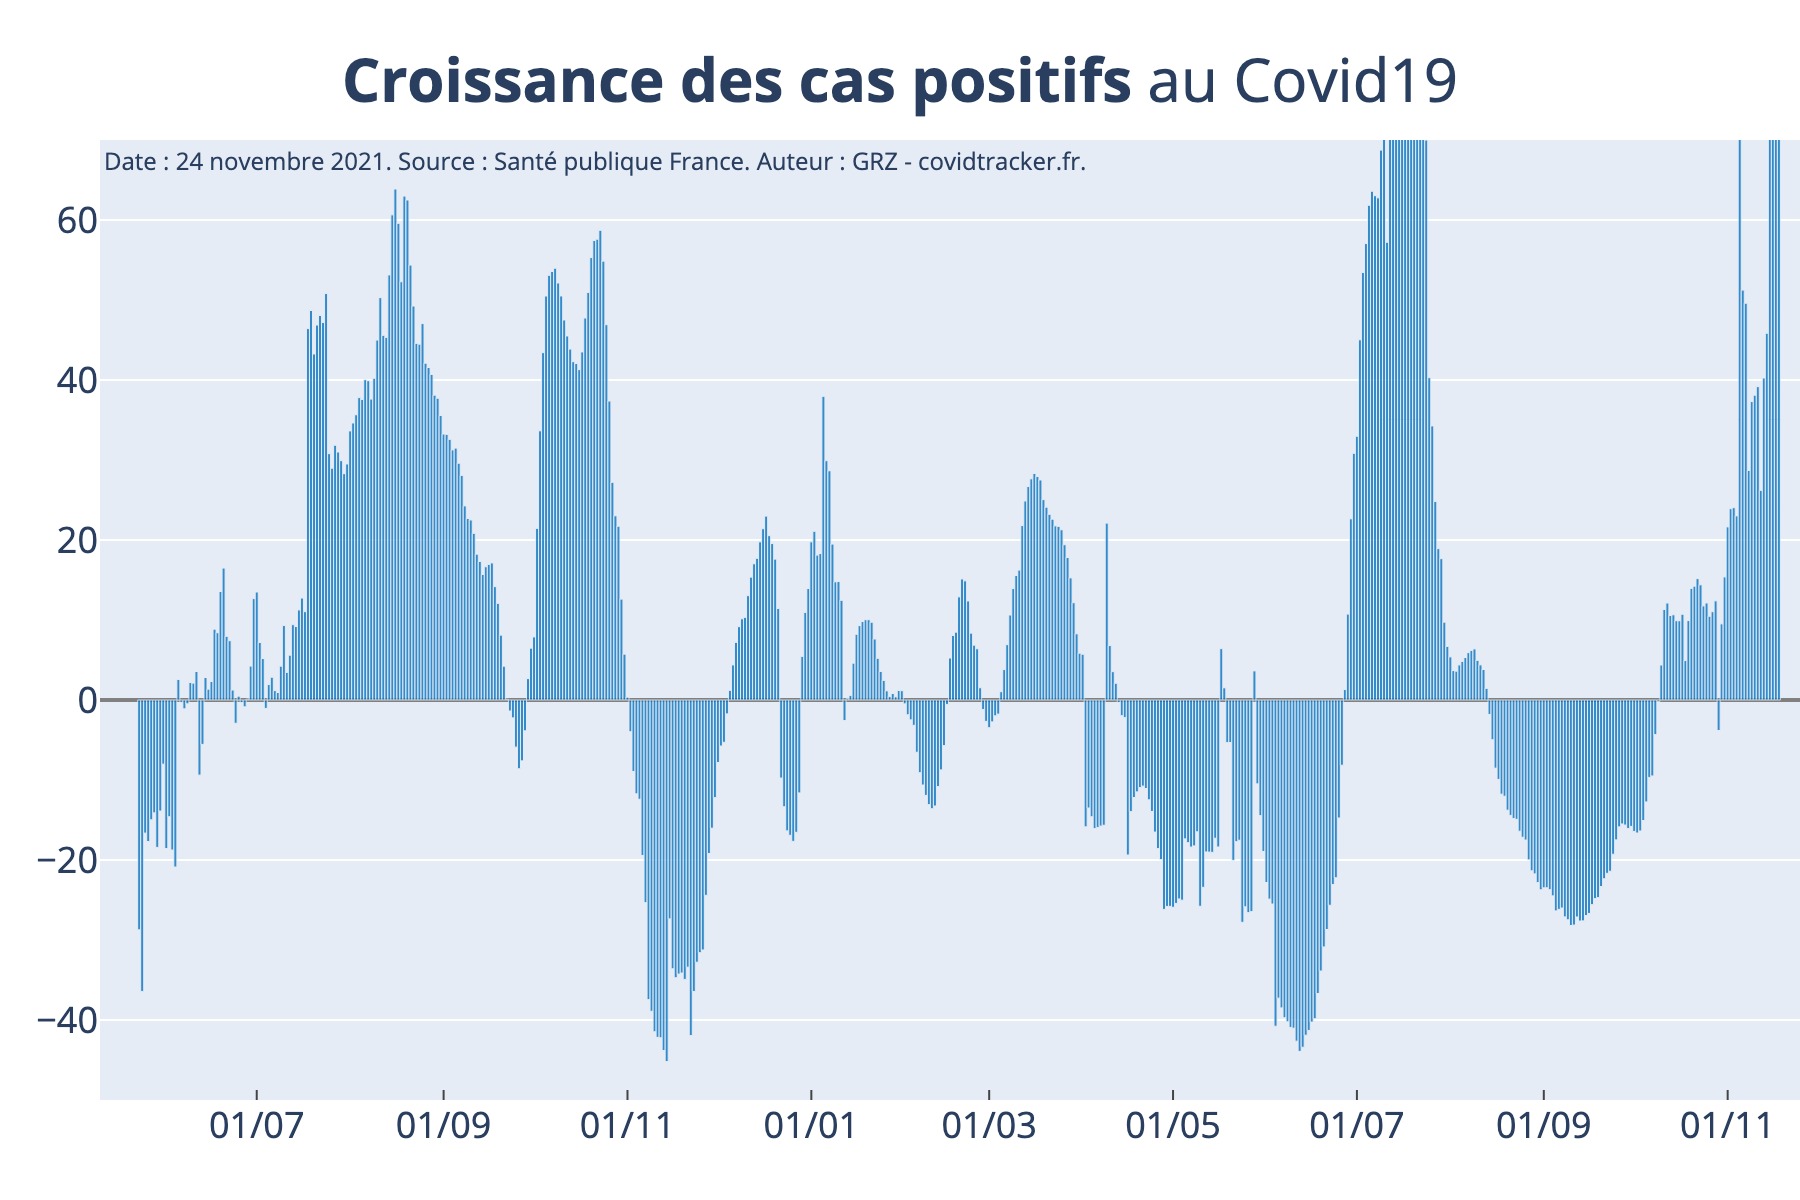 Croissance des cas positifs au Covid19
Date : 24 novembre 2021. Source : Santé publique France. Auteur : GRZ - covidtracker.fr.
60
40
20
0
−20
−40
01/07 01/09 01/11 01/01 01/03 01/05 01/07 01/09 01/11